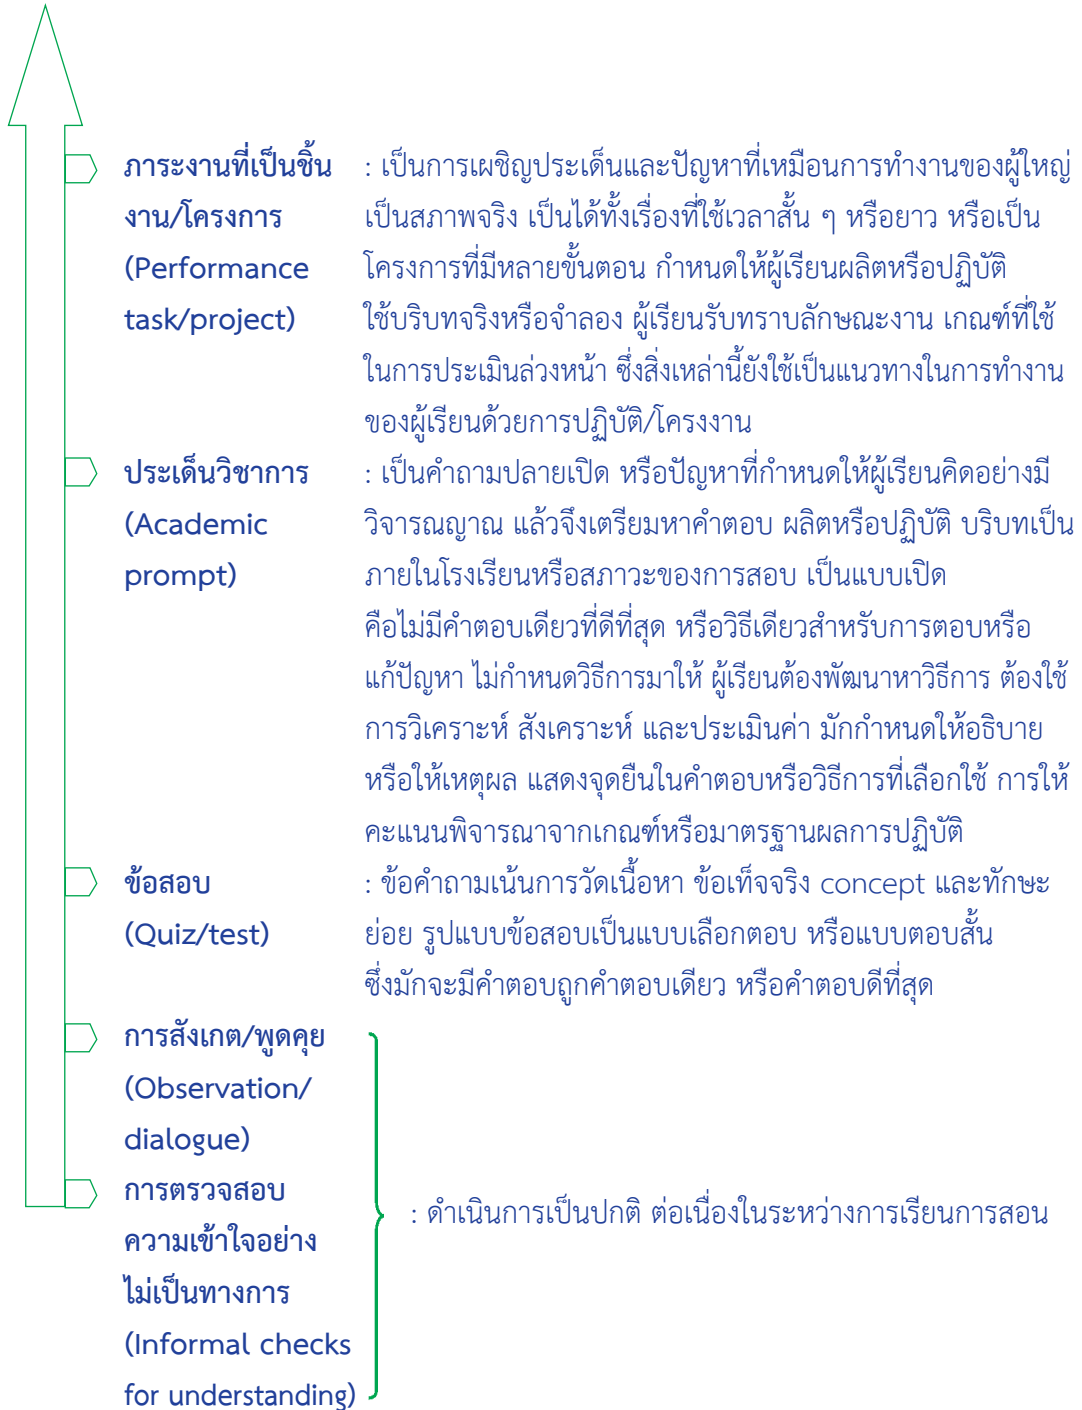 ภาระงานที่เป็นชิ้น : เป็นการเผชิญประเด็นและปัญหาที่เหมือนการทำงานของผู้ใหญ่
งาน/โครงการ เป็นสภาพจริง เป็นได้ทั้งเรื่องที่ใช้เวลาสั้น ๆ หรือยาว หรือเป็น
(Performance โครงการที่มีหลายขั้นตอน กำหนดให้ผู้เรียนผลิตหรือปฏิบัติ
task/project) ใช้บริบทจริงหรือจำลอง ผู้เรียนรับทราบลักษณะงาน เกณฑ์ที่ใช้
ในการประเมินล่วงหน้า ซึ่งสิ่งเหล่านี้ยังใช้เป็นแนวทางในการทำงาน
ของผู้เรียนด้วยการปฏิบัติ/โครงงาน
ประเด็นวิชาการ : เป็นคำถามปลายเปิด หรือปัญหาที่กำหนดให้ผู้เรียนคิดอย่างมี
(Academic วิจารณญาณ แล้วจึงเตรียมหาคำตอบ ผลิตหรือปฏิบัติ บริบทเป็น
prompt) ภายในโรงเรียนหรือสภาวะของการสอบ เป็นแบบเปิด
คือไม่มีคำตอบเดียวที่ดีที่สุด หรือวิธีเดียวสำหรับการตอบหรือ
แก้ปัญหา ไม่กำหนดวิธีการมาให้ ผู้เรียนต้องพัฒนาหาวิธีการ ต้องใช้
การวิเคราะห์ สังเคราะห์ และประเมินค่า มักกำหนดให้อธิบาย
หรือให้เหตุผล แสดงจุดยืนในคำตอบหรือวิธีการที่เลือกใช้ การให้
คะแนนพิจารณาจากเกณฑ์หรือมาตรฐานผลการปฏิบัติ
ข้อสอบ : ข้อคำถามเน้นการวัดเนื้อหา ข้อเท็จจริง concept และทักษะ
(Quiz/test) ย่อย รูปแบบข้อสอบเป็นแบบเลือกตอบ หรือแบบตอบสั้น
ซึ่งมักจะมีคำตอบถูกคำตอบเดียว หรือคำตอบดีที่สุด
การสังเกต/พูดคุย
(Observation/
dialogue)
การตรวจสอบ
ความเข้าใจอย่าง
ไม่เป็นทางการ
(Informal checks
for understanding)
: ดำเนินการเป็นปกติ ต่อเนื่องในระหว่างการเรียนการสอน